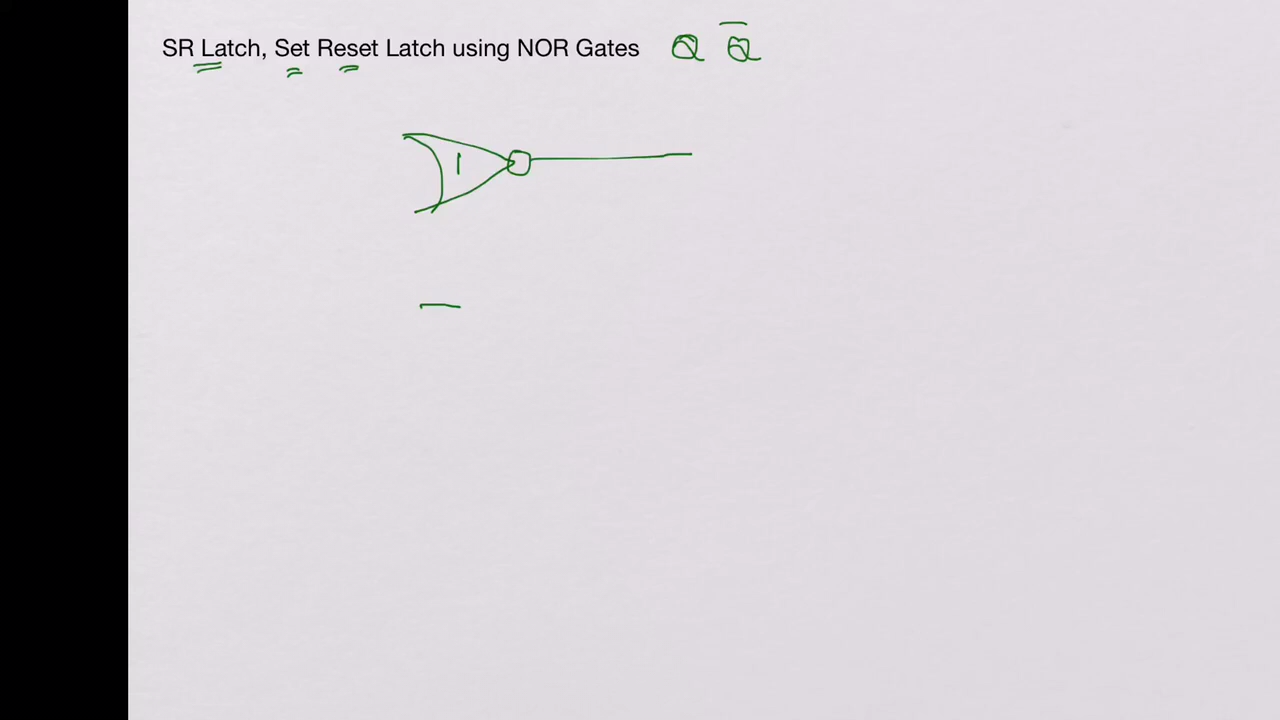 SR Latch, Set Reset Latch using NOR Gates Q Q̅
1